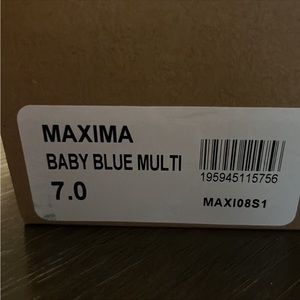 MAXIMA
BABY BLUE MULTI
7.0
195945115756
MAXI08S1